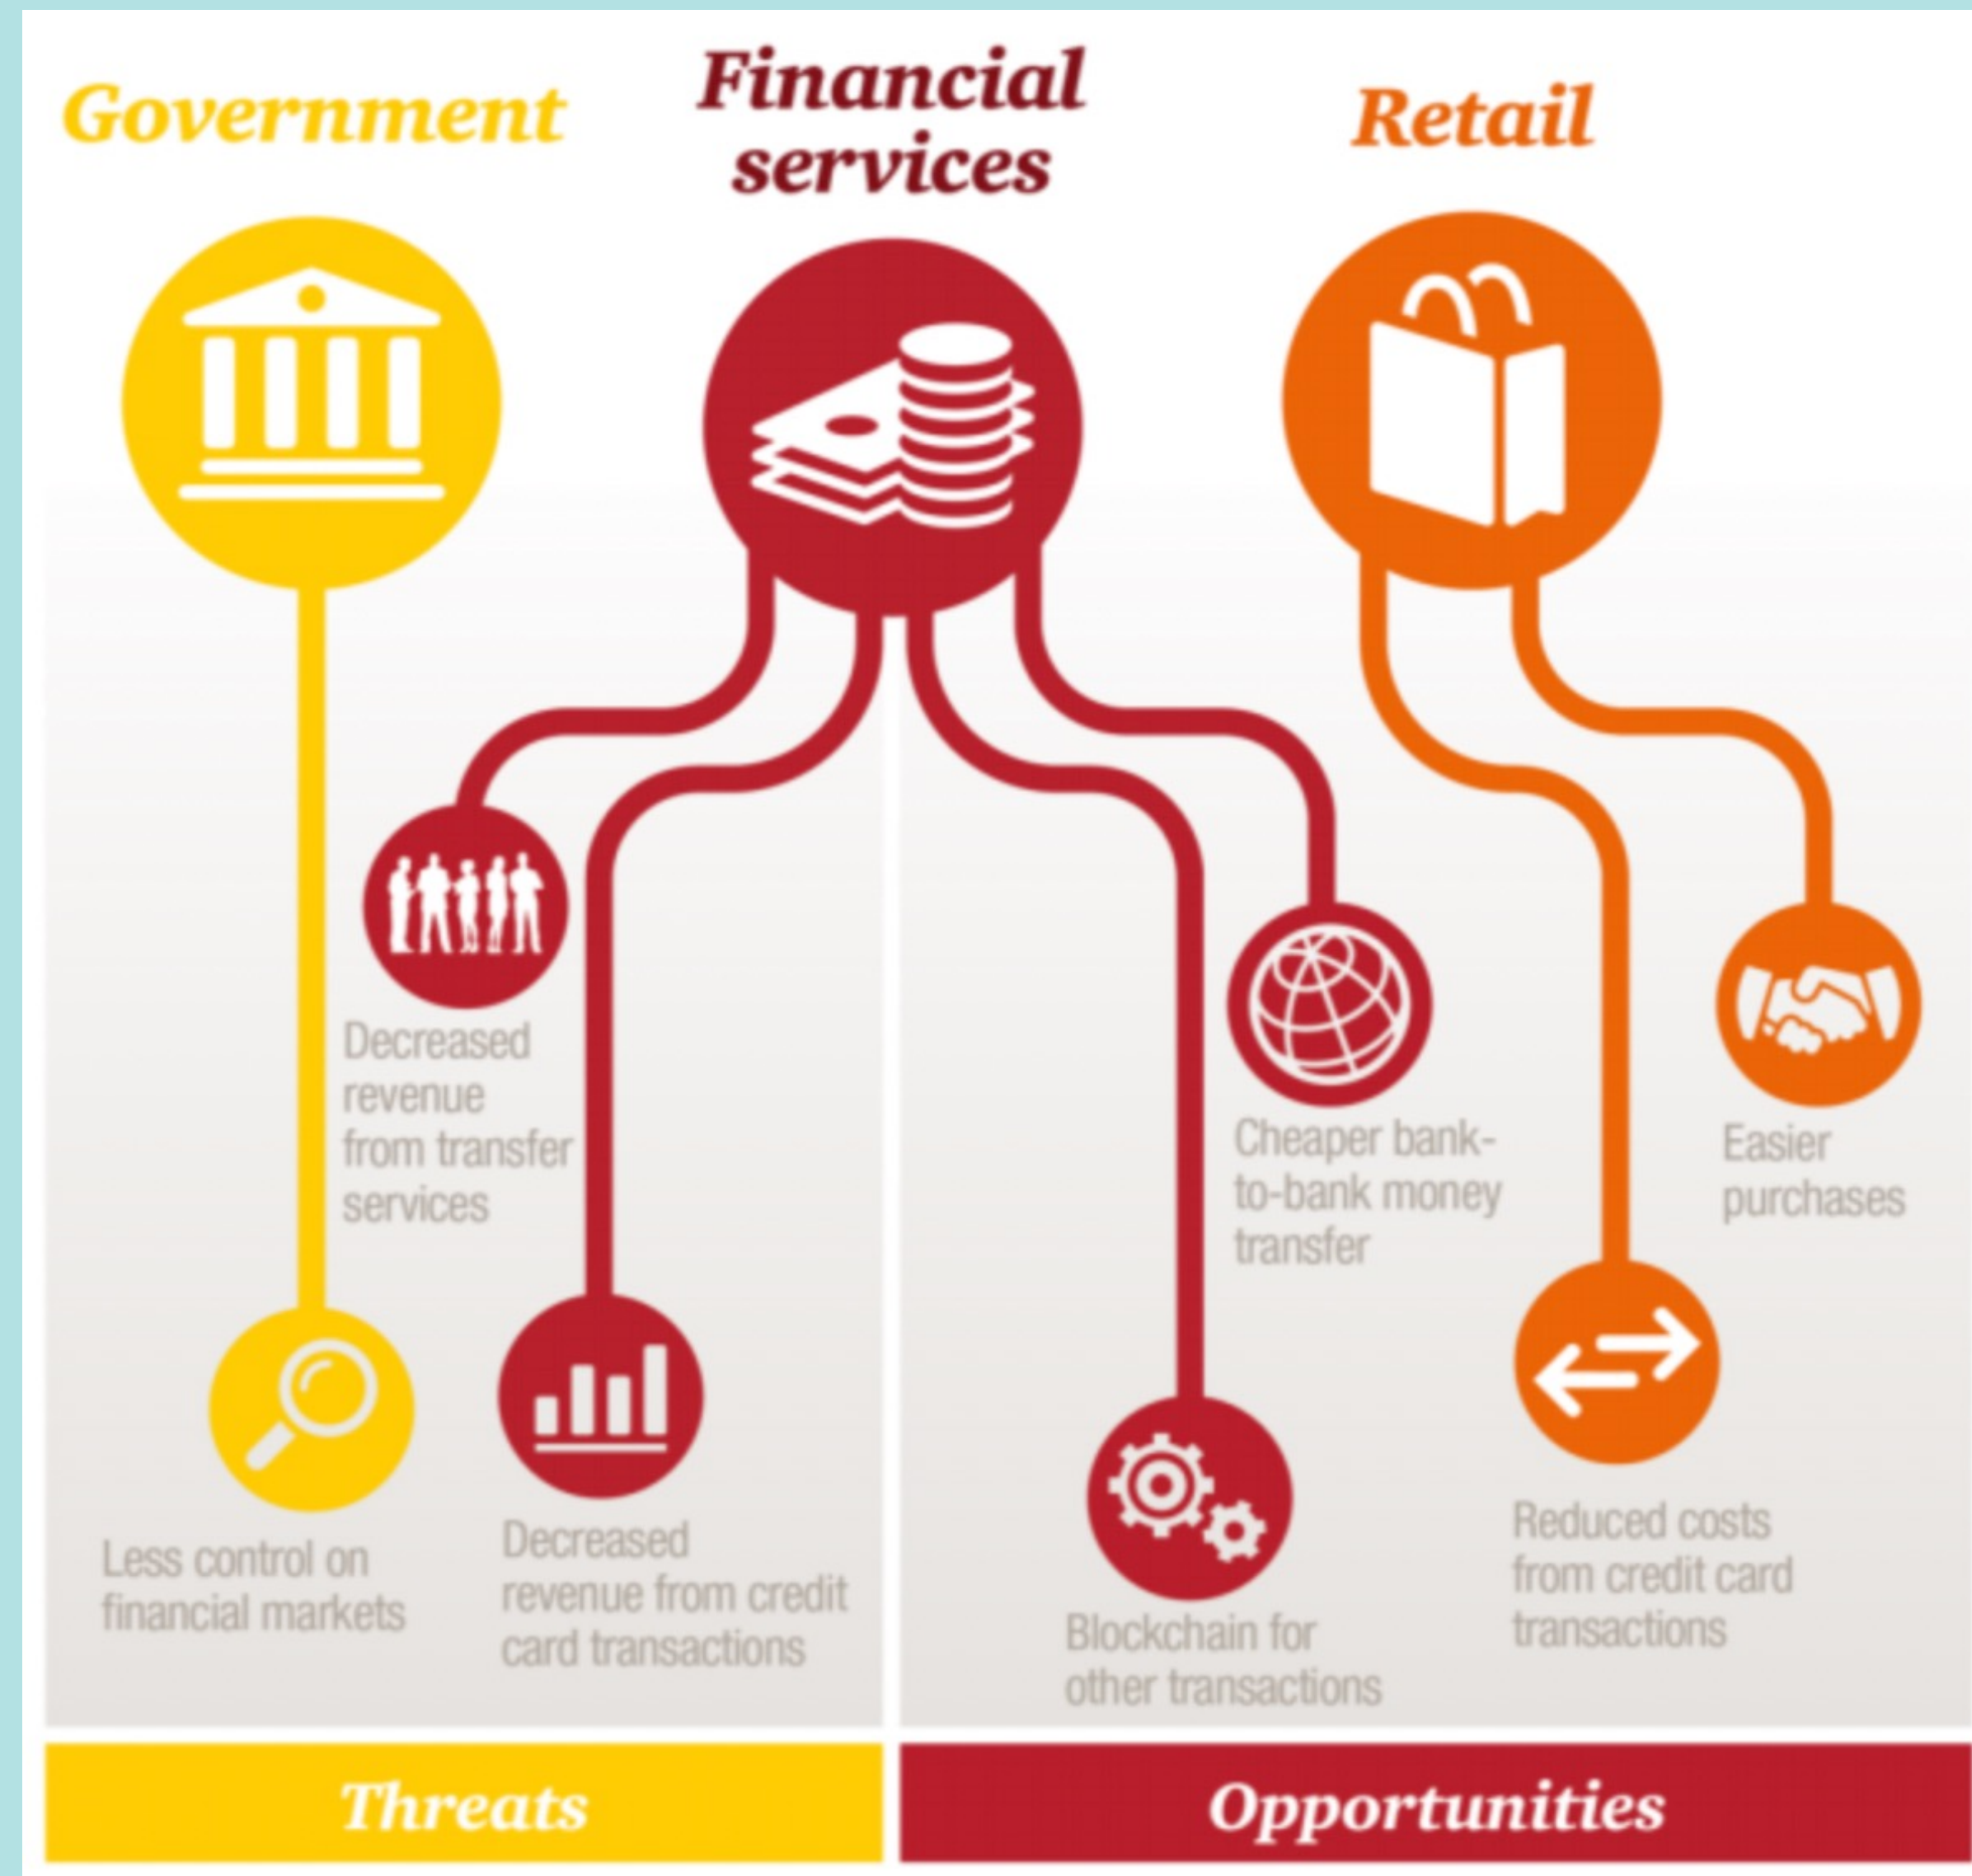 Government
Financial
services
Retail
Decreased
revenue
from transfer
services
Cheaper bank-
to-bank money
transfer
Easier
purchases
Less control on
financial markets
Decreased
revenue from credit
card transactions
Blockchain for
other transactions
Reduced costs
from credit card
transactions
Threats
Opportunities